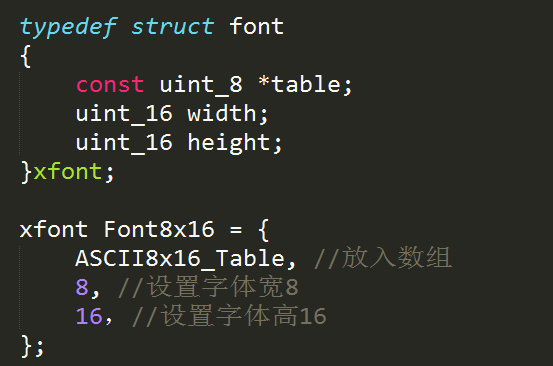 typedef struct font
{
    const uint_8 *table;
    uint_16 width;
    uint_16 height;
}xfont;

xfont Font8x16 = {
    ASCII8x16_Table, //放入数组
    8, //设置字体宽8
    16，//设置字体高16
};